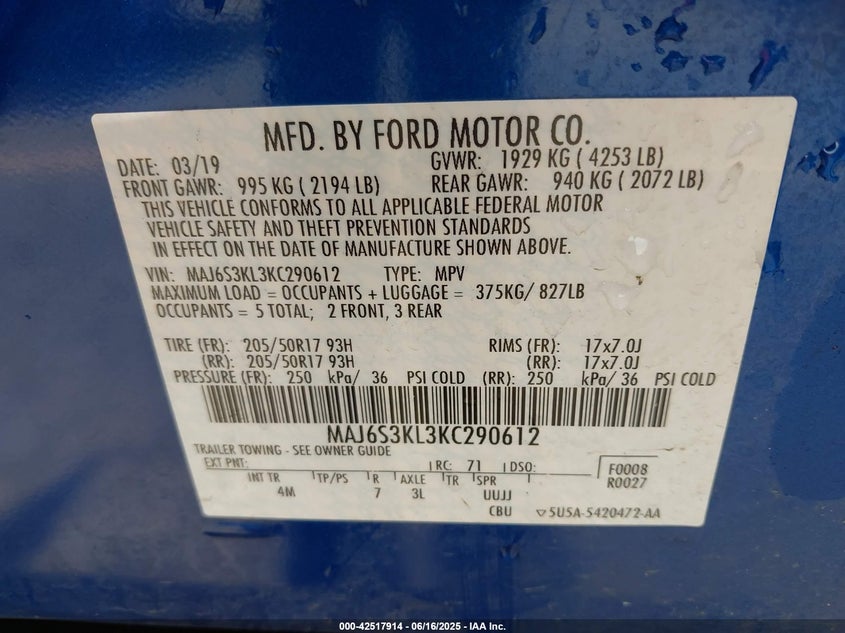 MFD. BY FORD MOTOR CO.
DATE: 03/19 GVWR: 1929 KG ( 4253 LB)
FRONT GAWR: 995 KG ( 2194 LB) REAR GAWR: 940 KG ( 2072 LB)
THIS VEHICLE CONFORMS TO ALL APPLICABLE FEDERAL MOTOR
VEHICLE SAFETY AND THEFT PREVENTION STANDARDS
IN EFFECT ON THE DATE OF MANUFACTURE SHOWN ABOVE.
VIN: MAJ6S3KL3KC290612 TYPE: MPV
MAXIMUM LOAD = OCCUPANTS + LUGGAGE = 375KG/ 827LB
OCCUPANTS = 5 TOTAL; 2 FRONT, 3 REAR
TIRE (FR): 205/50R17 93H RIMS (FR): 17x7.0J
(RR): 205/50R17 93H (RR): 17x7.0J
PRESSURE (FR): 250 kPa/ 36 PSI COLD (RR): 250 kPa/ 36 PSI COLD
MAJ6S3KL3KC290612
TRAILER TOWING - SEE OWNER GUIDE
EXT PNT: RC: 71 DSO: F0008
INT TR TP/PS R AXLE TR SPR R0027
4M 7 3L UUJJ
CBU 5U5A-5420472-AA
000-42517914 - 06/16/2025 - IAA Inc.